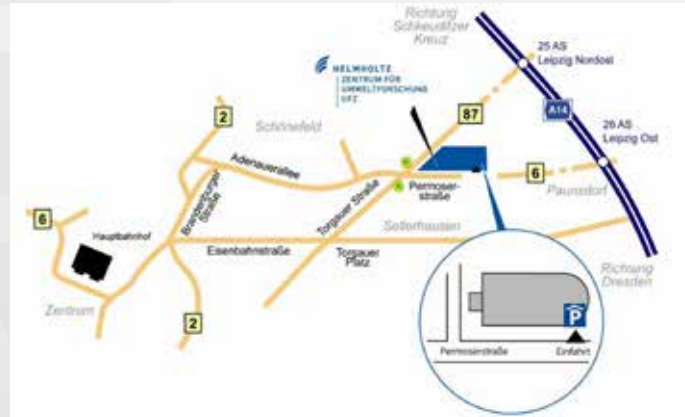 Richtung
Schkeuditzer
Kreuz
25 AS
Leipzig Nordost
HELMHOLTZ
ZENTRUM FÜR
UMWELTFORSCHUNG
UFZ
A14
2
87
26 AS
Leipzig Ost
Schönefeld
Adenauerallee
6
Paunsdorf
Permoser-
straße
Brandenburger
Straße
Torgauer Straße
6
Hauptbahnhof
Sellerhausen
Eisenbahnstraße
Torgauer
Platz
Richtung
Dresden
Zentrum
2
P
Permoserstraße
Einfahrt